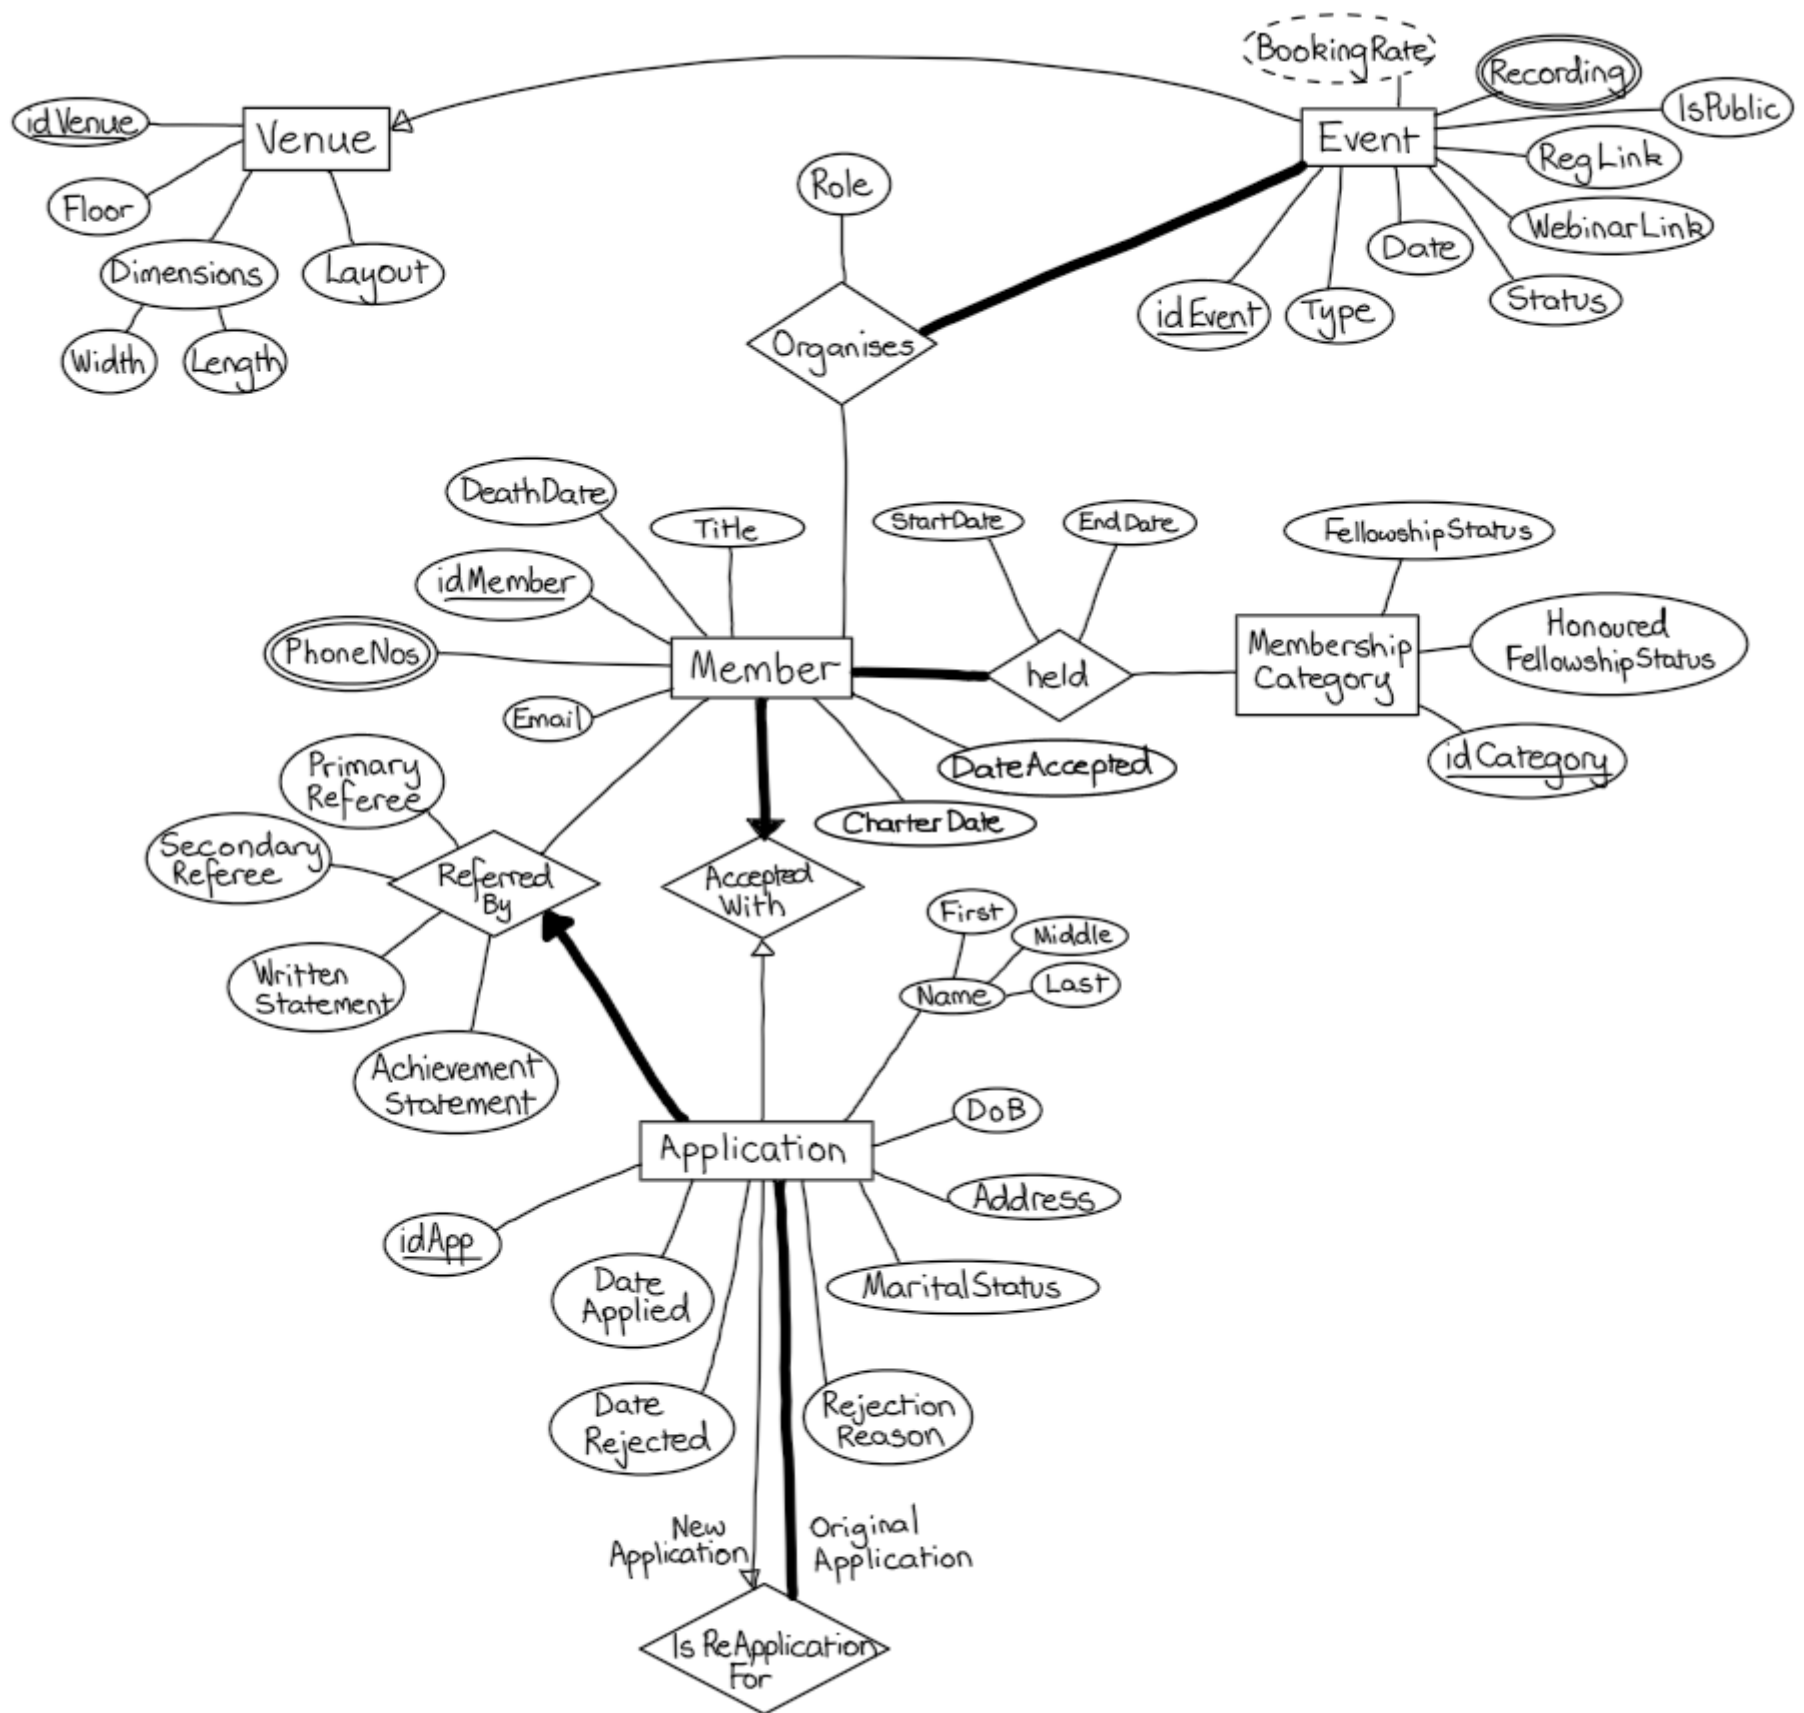 BookingRate
Recording
IsPublic
idVenue
Venue
Event
RegLink
Floor
Role
WebinarLink
Date
Dimensions
Layout
idEvent
Type
Status
Width
Length
Organises
DeathDate
Title
StartDate
EndDate
FellowshipStatus
idMember
PhoneNos
Member
held
Membership
Category
Honoured
FellowshipStatus
Email
DateAccepted
idCategory
Primary
Referee
CharterDate
Secondary
Referee
Referred
By
Accepted
With
First
Middle
Last
Name
Written
Statement
Achievement
Statement
DoB
Application
Address
idApp
Date
Applied
MaritalStatus
Date
Rejected
Rejection
Reason
New
Application
Original
Application
Is ReApplication
For